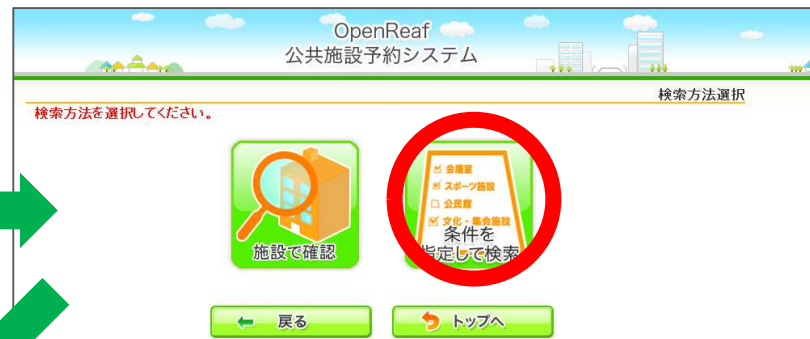 OpenReaf
公共施設予約システム
検索方法選択
検索方法を選択してください。
施設で確認
会議室
スポーツ施設
公民館
文化・集会施設
条件を
指定して検索
戻る
トップへ